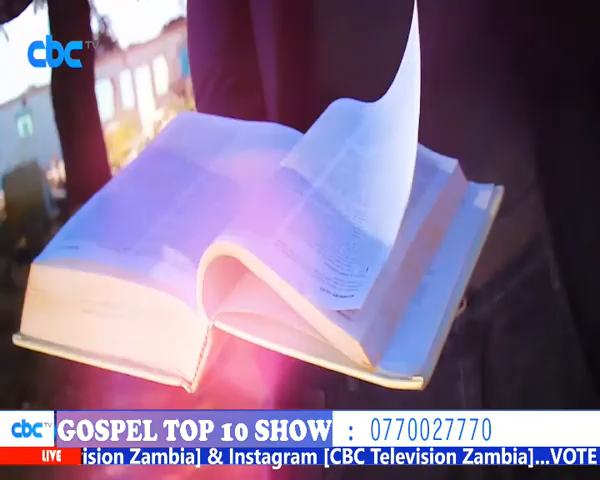 cbc TV
cbc TV GOSPEL TOP 10 SHOW : 0770027770
LIVE ision Zambia] & Instagram [CBC Television Zambia]...VOTE